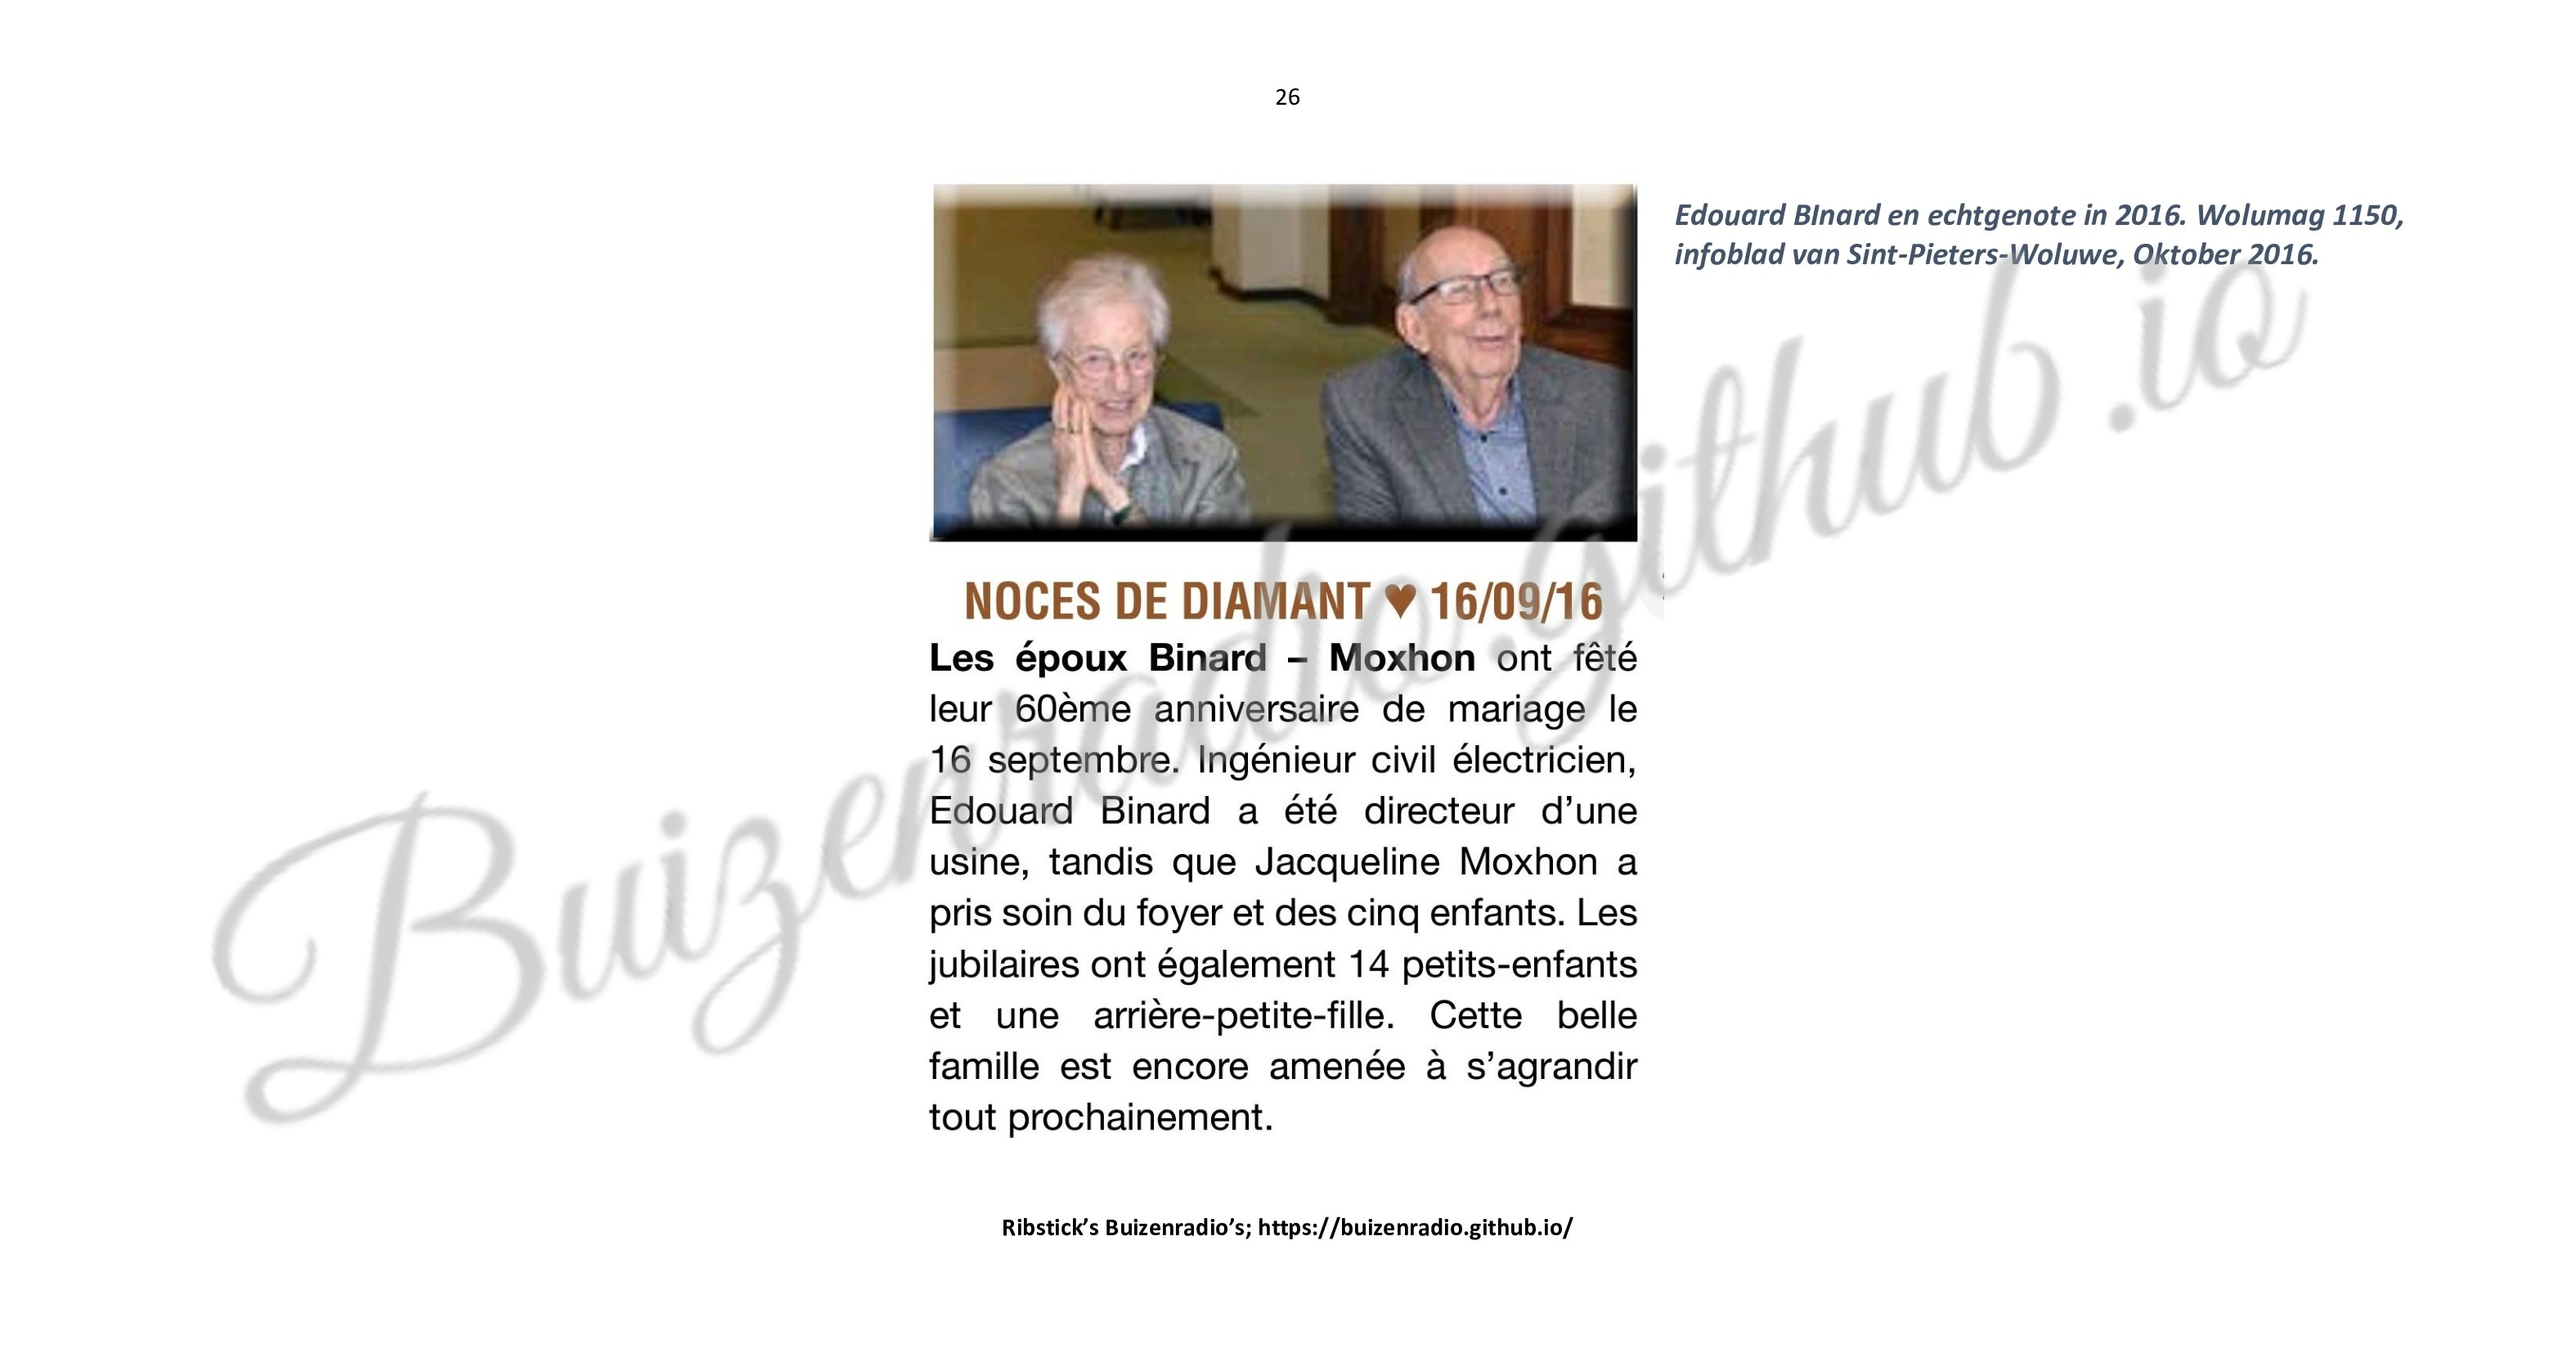 26
Edouard BInard en echtgenote in 2016. Wolumag 1150,
infoblad van Sint-Pieters-Woluwe, Oktober 2016.
NOCES DE DIAMANT ♥ 16/09/16
Les époux Binard – Moxhon ont fêté
leur 60ème anniversaire de mariage le
16 septembre. Ingénieur civil électricien,
Edouard Binard a été directeur d’une
usine, tandis que Jacqueline Moxhon a
pris soin du foyer et des cinq enfants. Les
jubilaires ont également 14 petits-enfants
et une arrière-petite-fille. Cette belle
famille est encore amenée à s’agrandir
tout prochainement.
Buizenradio.github.io
Ribstick’s Buizenradio’s; https://buizenradio.github.io/